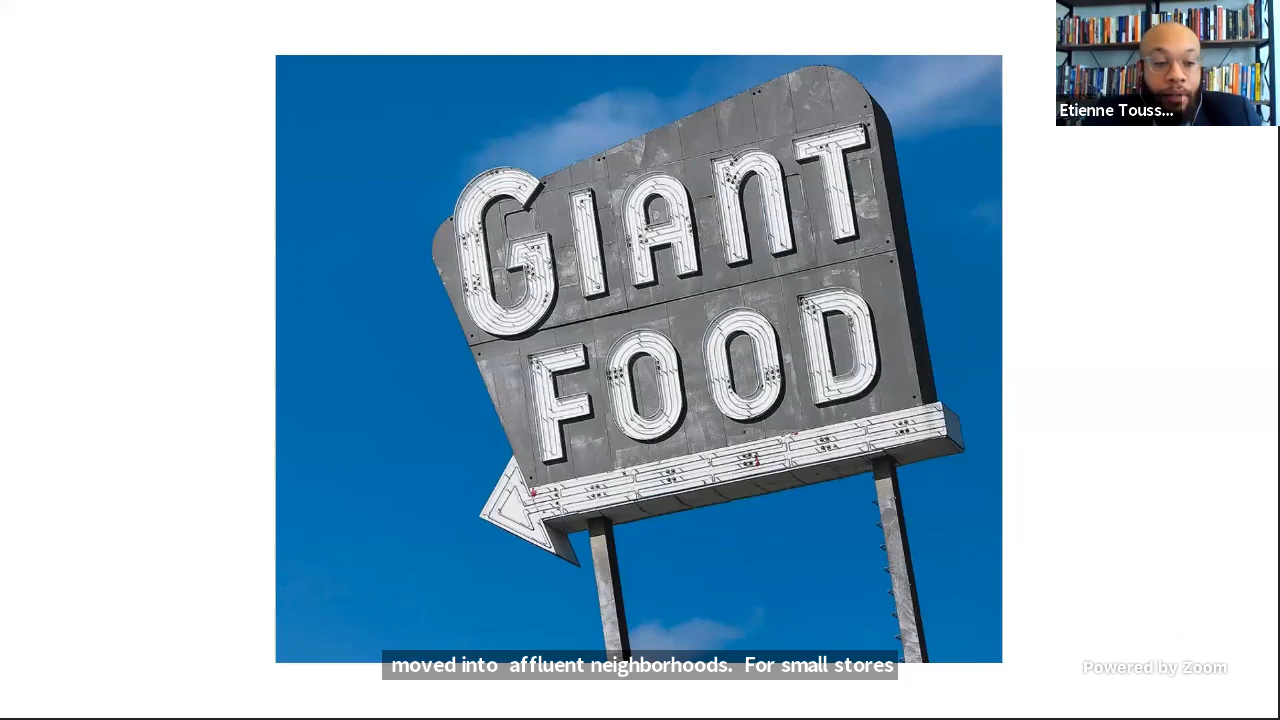 GIANT
FOOD
Etienne Touss...
moved into affluent neighborhoods. For small stores
Powered by Zoom